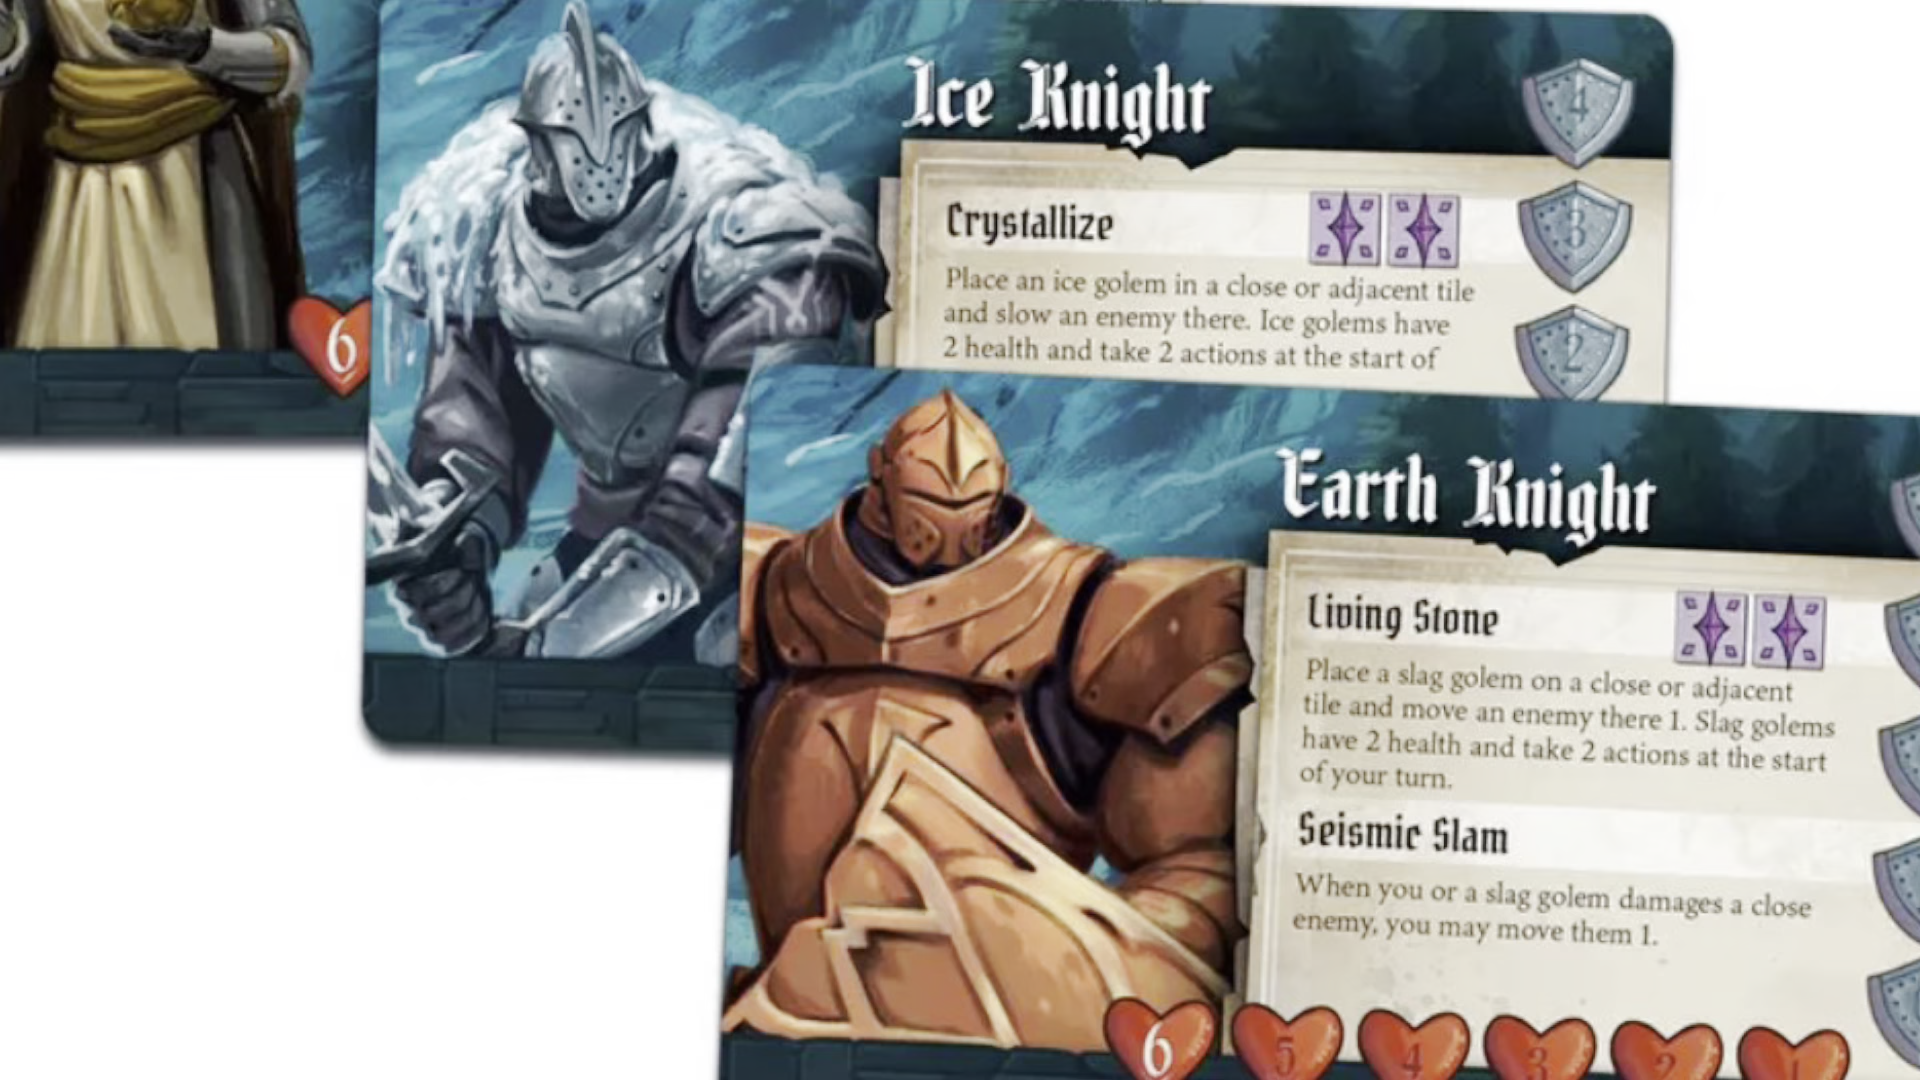 Ice Knight
4
Crystallize
3
Place an ice golem in a close or adjacent tile
and slow an enemy there. Ice golems have
2 health and take 2 actions at the start of
2
6
Earth Knight
Living Stone
Place a slag golem on a close or adjacent
tile and move an enemy there 1. Slag golems
have 2 health and take 2 actions at the start
of your turn.
Seismic Slam
When you or a slag golem damages a close
enemy, you may move them 1.
6 5 4 3 2 1